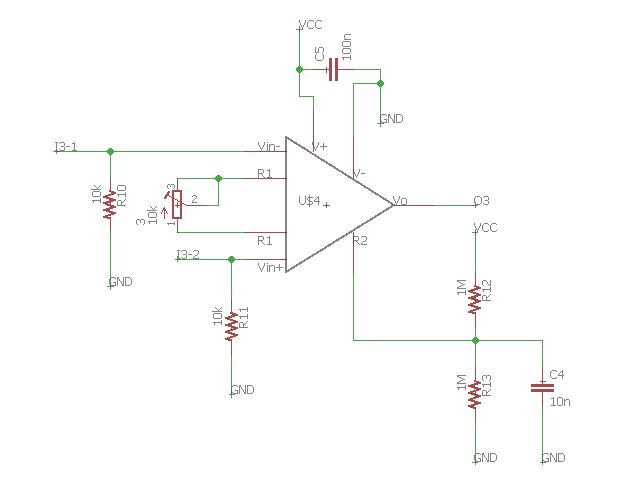 VCC
C5
100n
GND
I3-1
Vin-
V+
V-
R1
10k
R10
3
2
1
3
10k
U$4
Vo
O3
VCC
R1
R2
I3-2
Vin+
GND
1M
R12
10k
R11
1M
R13
C4
10n
GND
GND
GND